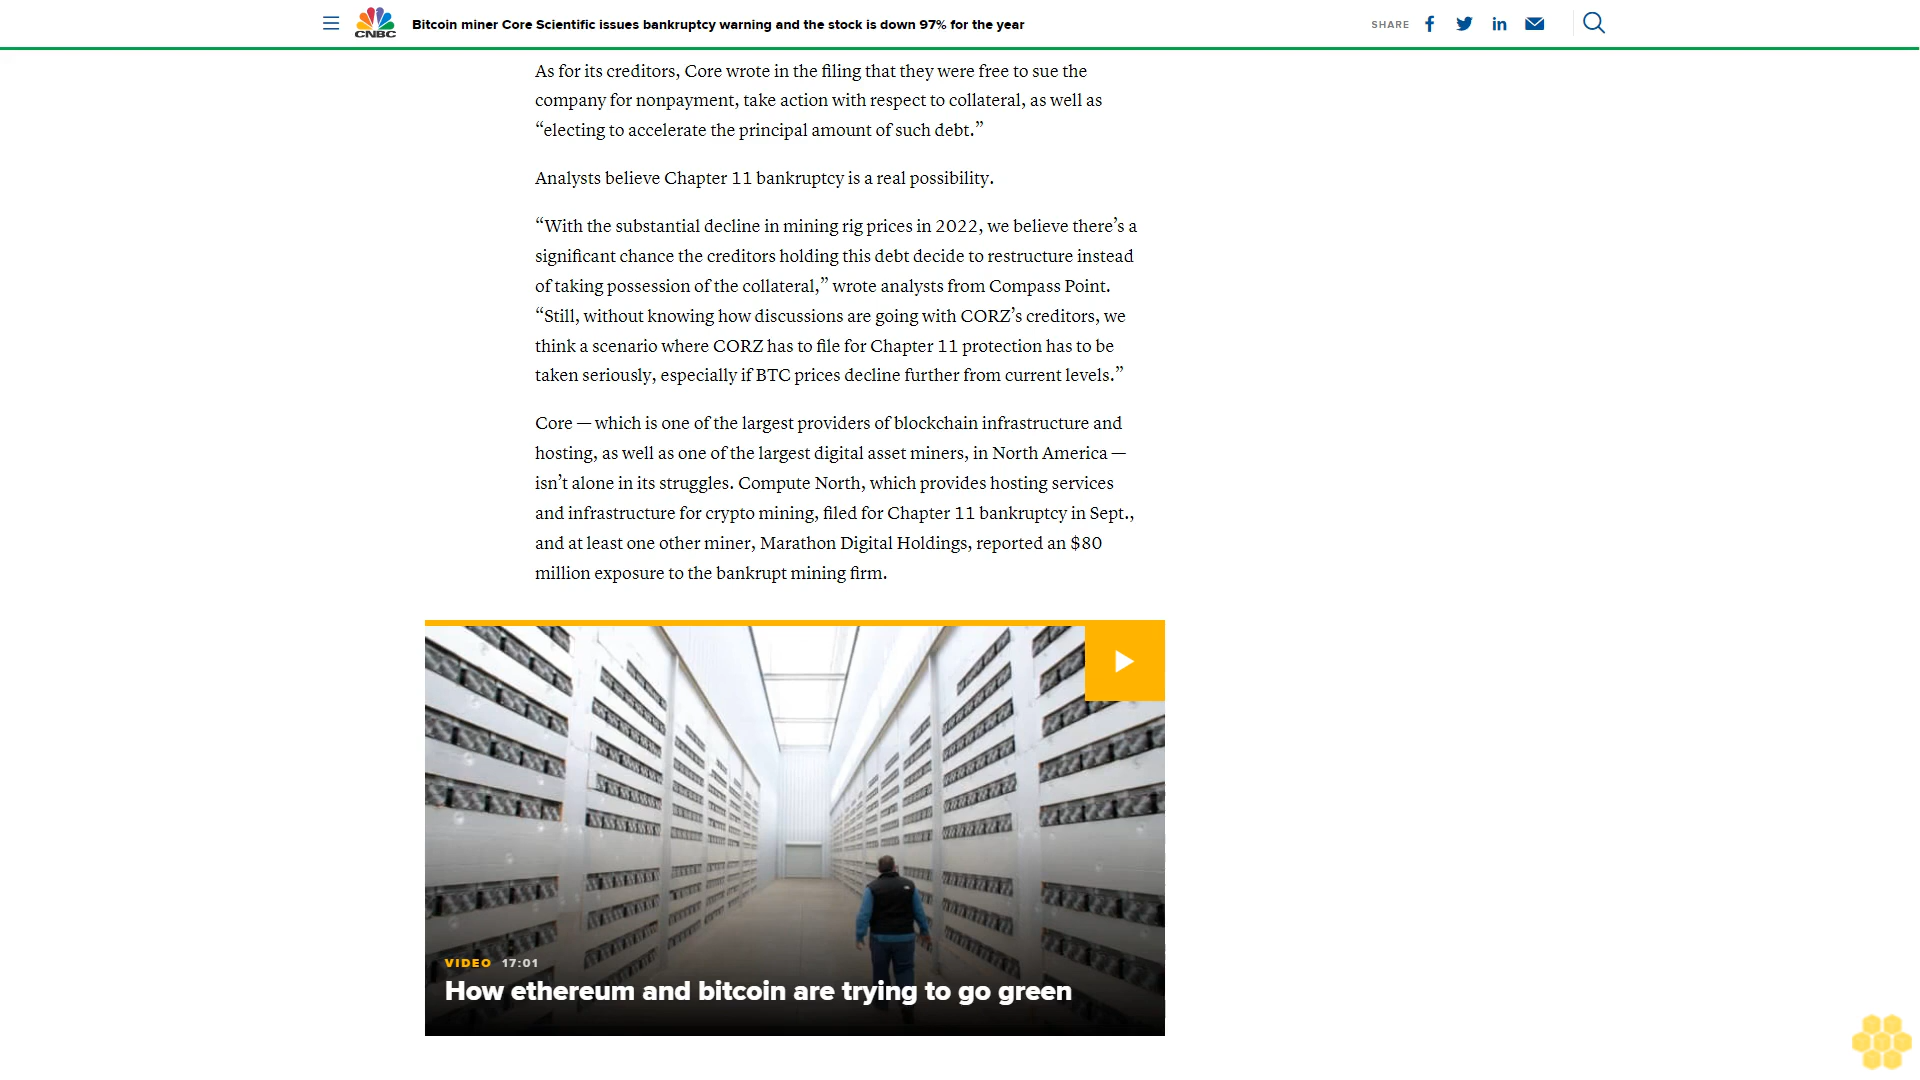 CNBC
Bitcoin miner Core Scientific issues bankruptcy warning and the stock is down 97% for the year
SHARE
As for its creditors, Core wrote in the filing that they were free to sue the
company for nonpayment, take action with respect to collateral, as well as
“electing to accelerate the principal amount of such debt.”
Analysts believe Chapter 11 bankruptcy is a real possibility.
“With the substantial decline in mining rig prices in 2022, we believe there’s a
significant chance the creditors holding this debt decide to restructure instead
of taking possession of the collateral,” wrote analysts from Compass Point.
“Still, without knowing how discussions are going with CORZ’s creditors, we
think a scenario where CORZ has to file for Chapter 11 protection has to be
taken seriously, especially if BTC prices decline further from current levels.”
Core — which is one of the largest providers of blockchain infrastructure and
hosting, as well as one of the largest digital asset miners, in North America —
isn’t alone in its struggles. Compute North, which provides hosting services
and infrastructure for crypto mining, filed for Chapter 11 bankruptcy in Sept.,
and at least one other miner, Marathon Digital Holdings, reported an $80
million exposure to the bankrupt mining firm.
VIDEO 17:01
How ethereum and bitcoin are trying to go green